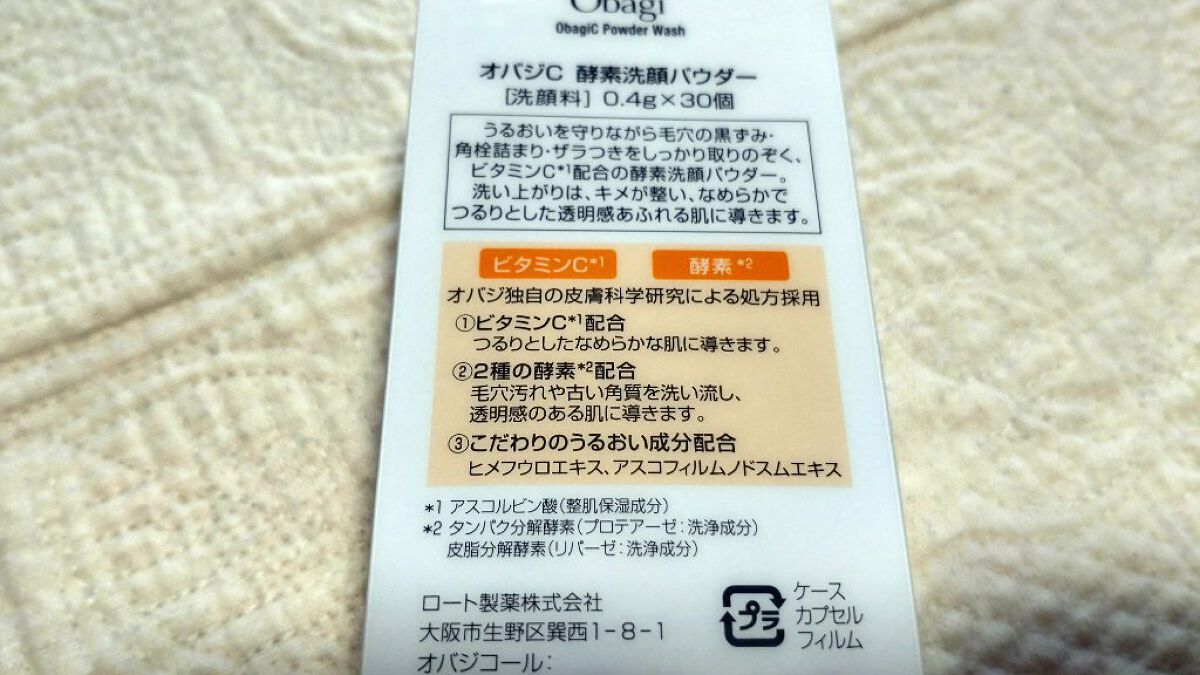 Obagi
ObagiC Powder Wash
オバジC 酵素洗顔パウダー
[洗顔料] 0.4g×30個
うるおいを守りながら毛穴の黒ずみ・
角栓詰まり・ザラつきをしっかり取りのぞく、
ビタミンC*1配合の酵素洗顔パウダー。
洗い上がりは、キメが整い、なめらかで
つるりとした透明感あふれる肌に導きます。
ビタミンC*1 酵素*2
オバジ独自の皮膚科学研究による処方採用
①ビタミンC*1配合
つるりとしたなめらかな肌に導きます。
②2種の酵素*2配合
毛穴汚れや古い角質を洗い流し、
透明感のある肌に導きます。
③こだわりのうるおい成分配合
ヒメフウロエキス、アスコフィルムノドスムエキス
*1 アスコルビン酸(整肌保湿成分)
*2 タンパク分解酵素(プロテアーゼ:洗浄成分)
皮脂分解酵素(リパーゼ:洗浄成分)
ロート製薬株式会社
大阪市生野区巽西1-8-1
オバジコール:
プラ
ケース
カプセル
フィルム